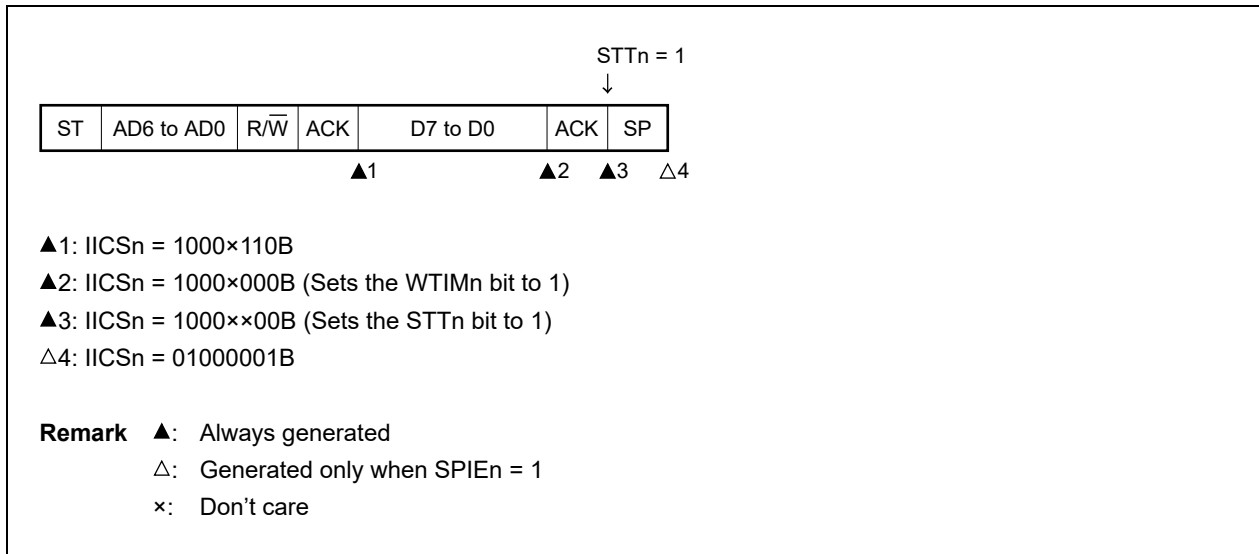 STTn = 1
↓
ST AD6 to AD0 R/W̅ ACK D7 to D0 ACK SP
▲1 ▲2 ▲3 △4
▲1: IICSn = 1000×110B
▲2: IICSn = 1000×000B (Sets the WTIMn bit to 1)
▲3: IICSn = 1000××00B (Sets the STTn bit to 1)
△4: IICSn = 01000001B
Remark ▲: Always generated
△: Generated only when SPIEn = 1
×: Don’t care